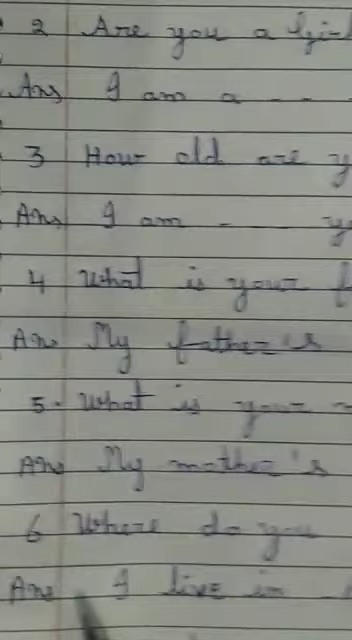 2 Are you a
Ans I am a - -
3 How old are
Ans I am - -
4 What is your
Ans My father's
5. What is your
Ans My mother's
6 Where do you
Ans I live in